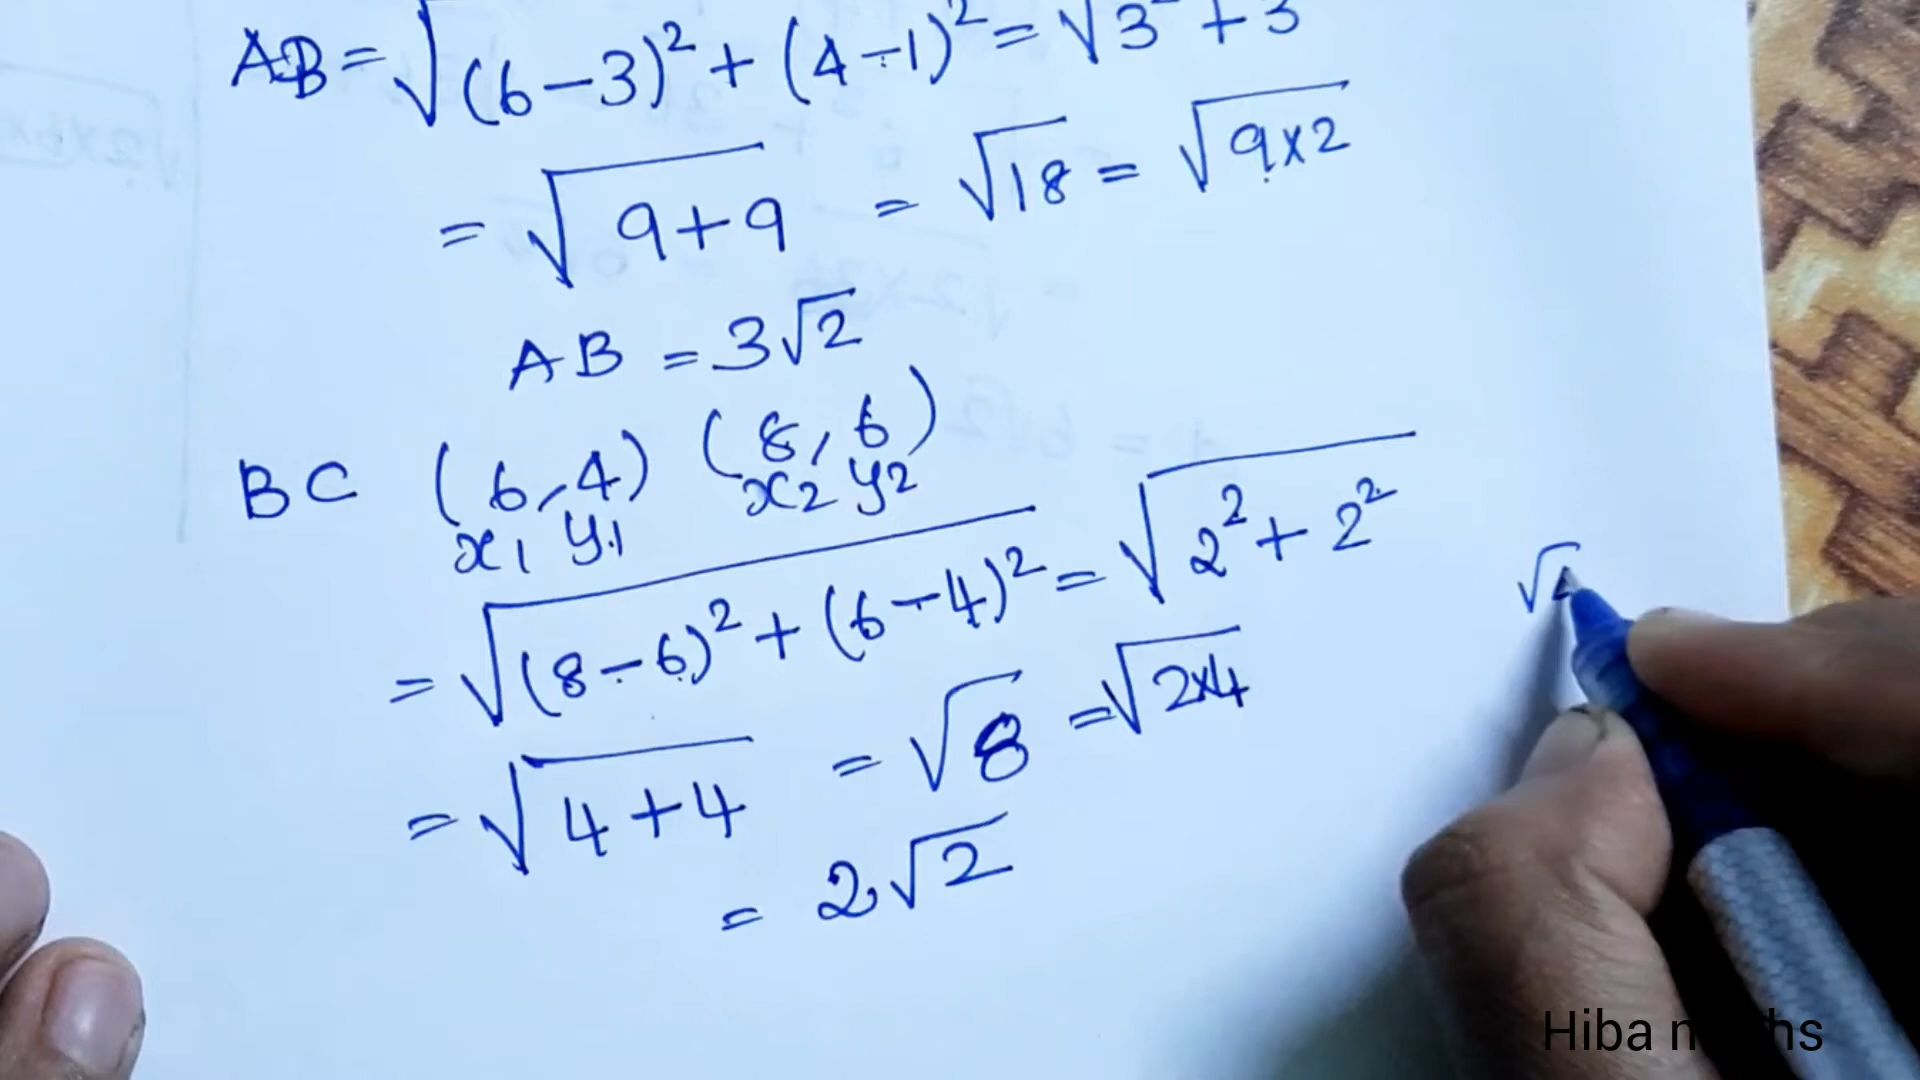 AB = √(6-3)² + (4-1)² = √3² + 3
= √9+9 = √18 = √9×2
AB = 3√2
BC (6,4) (8,6)
x₁ y₁ x₂ y₂
= √(8-6)² + (6-4)² = √2² + 2²
= √4+4 = √8 = √2×4
= 2√2
Hiba